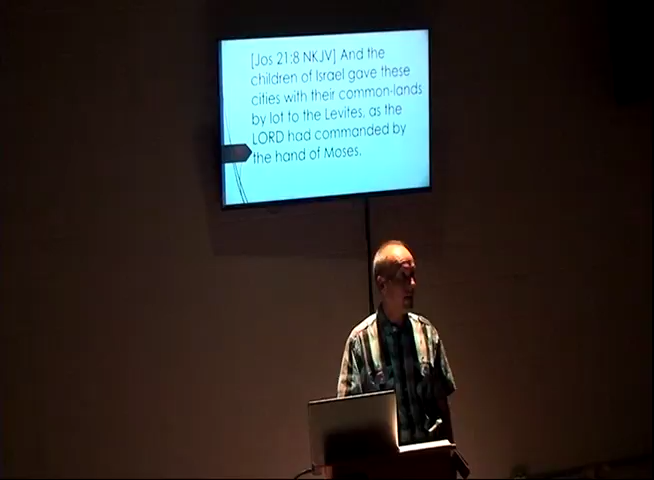 [Jos 21:8 NKJV] And the
children of Israel gave these
cities with their common-lands
by lot to the Levites, as the
LORD had commanded by
the hand of Moses.